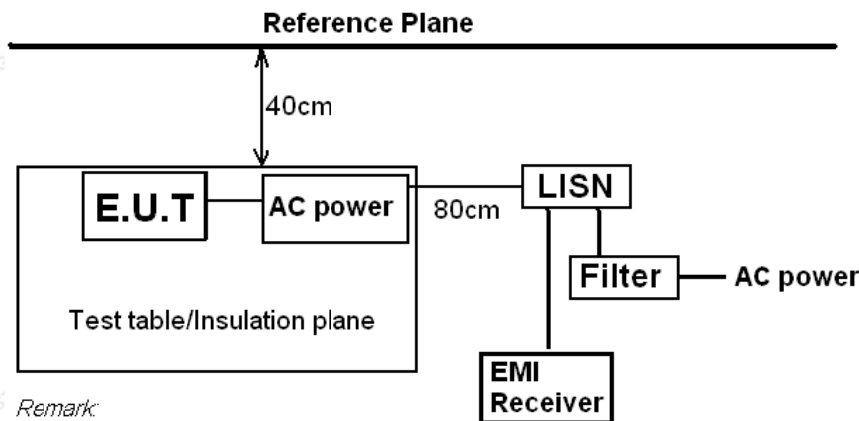 Reference Plane
40cm
E.U.T
AC power
80cm
LISN
Filter
AC power
Test table/Insulation plane
EMI
Receiver
Remark: